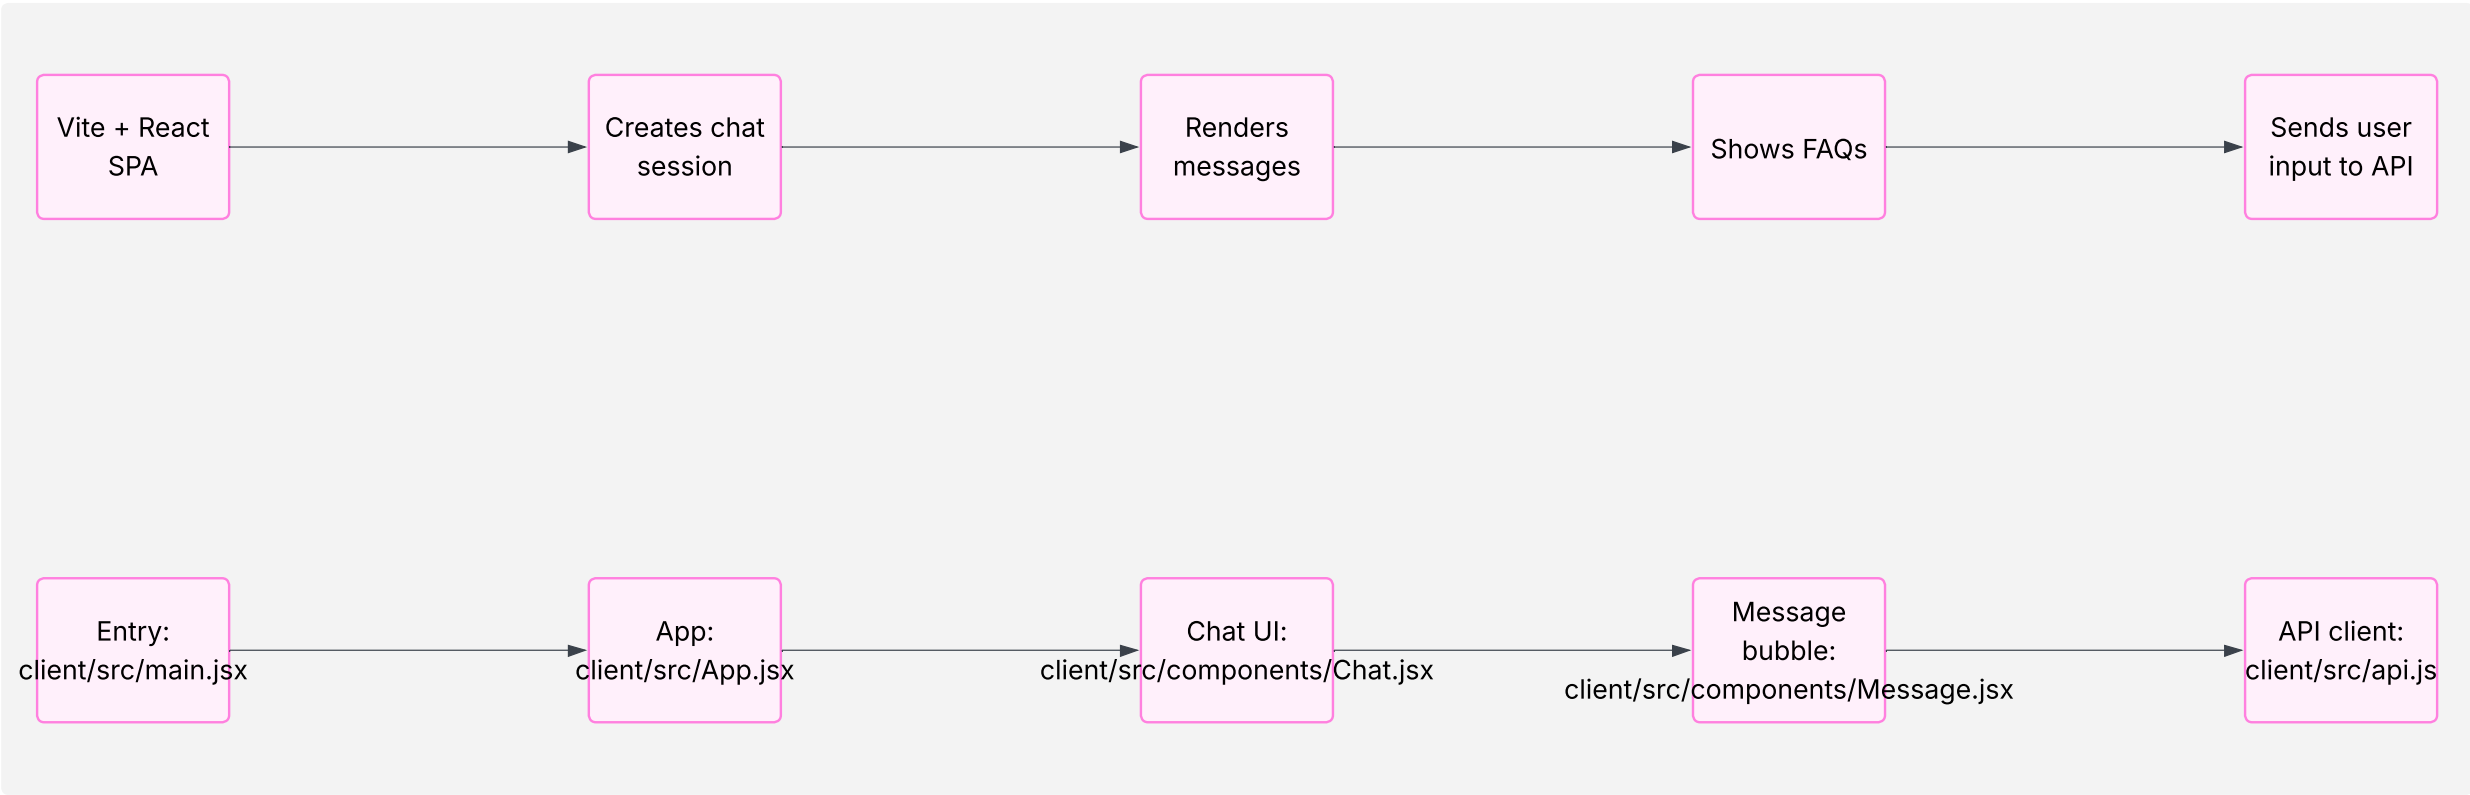 Vite + React
SPA
Creates chat
session
Renders
messages
Shows FAQs
Sends user
input to API
Entry:
client/src/main.jsx
App:
client/src/App.jsx
Chat UI:
client/src/components/Chat.jsx
Message
bubble:
client/src/components/Message.jsx
API client:
client/src/api.js